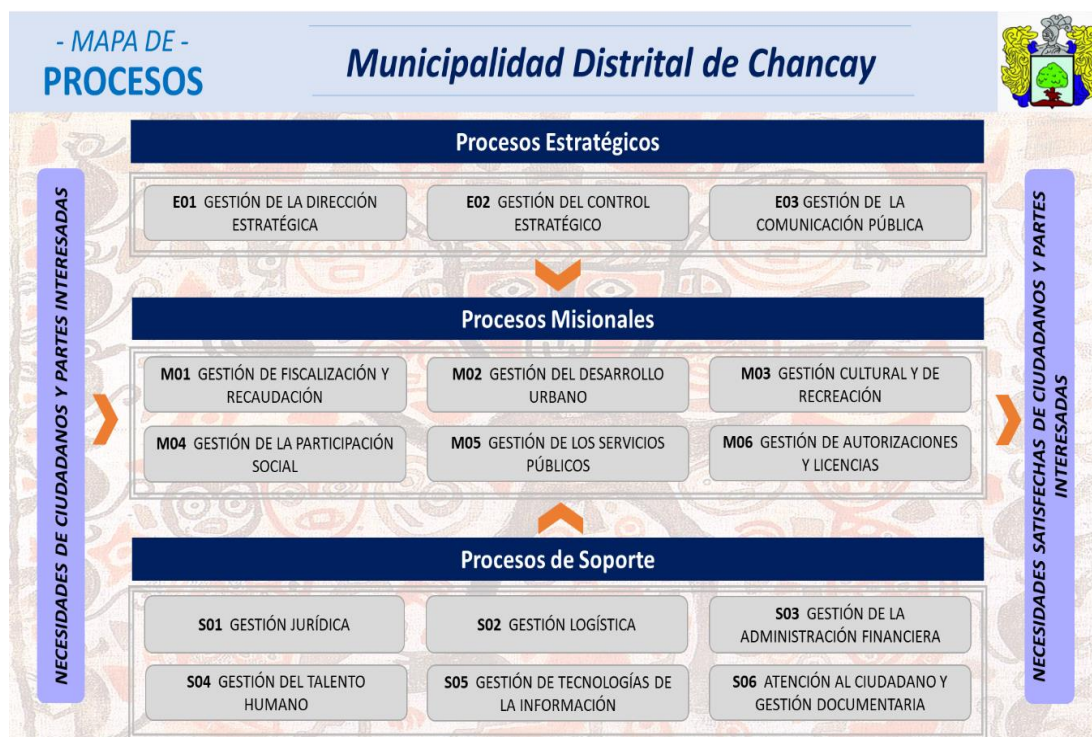 - MAPA DE -
PROCESOS
Municipalidad Distrital de Chancay
NECESIDADES DE CIUDADANOS Y PARTES INTERESADAS
Procesos Estratégicos
E01 GESTIÓN DE LA DIRECCIÓN
ESTRATÉGICA
E02 GESTIÓN DEL CONTROL
ESTRATÉGICO
E03 GESTIÓN DE LA
COMUNICACIÓN PÚBLICA
Procesos Misionales
M01 GESTIÓN DE FISCALIZACIÓN Y
RECAUDACIÓN
M02 GESTIÓN DEL DESARROLLO
URBANO
M03 GESTIÓN CULTURAL Y DE
RECREACIÓN
M04 GESTIÓN DE LA PARTICIPACIÓN
SOCIAL
M05 GESTIÓN DE LOS SERVICIOS
PÚBLICOS
M06 GESTIÓN DE AUTORIZACIONES
Y LICENCIAS
Procesos de Soporte
S01 GESTIÓN JURÍDICA
S02 GESTIÓN LOGÍSTICA
S03 GESTIÓN DE LA
ADMINISTRACIÓN FINANCIERA
S04 GESTIÓN DEL TALENTO
HUMANO
S05 GESTIÓN DE TECNOLOGÍAS DE
LA INFORMACIÓN
S06 ATENCIÓN AL CIUDADANO Y
GESTIÓN DOCUMENTARIA
NECESIDADES SATISFECHAS DE CIUDADANOS Y PARTES
INTERESADAS